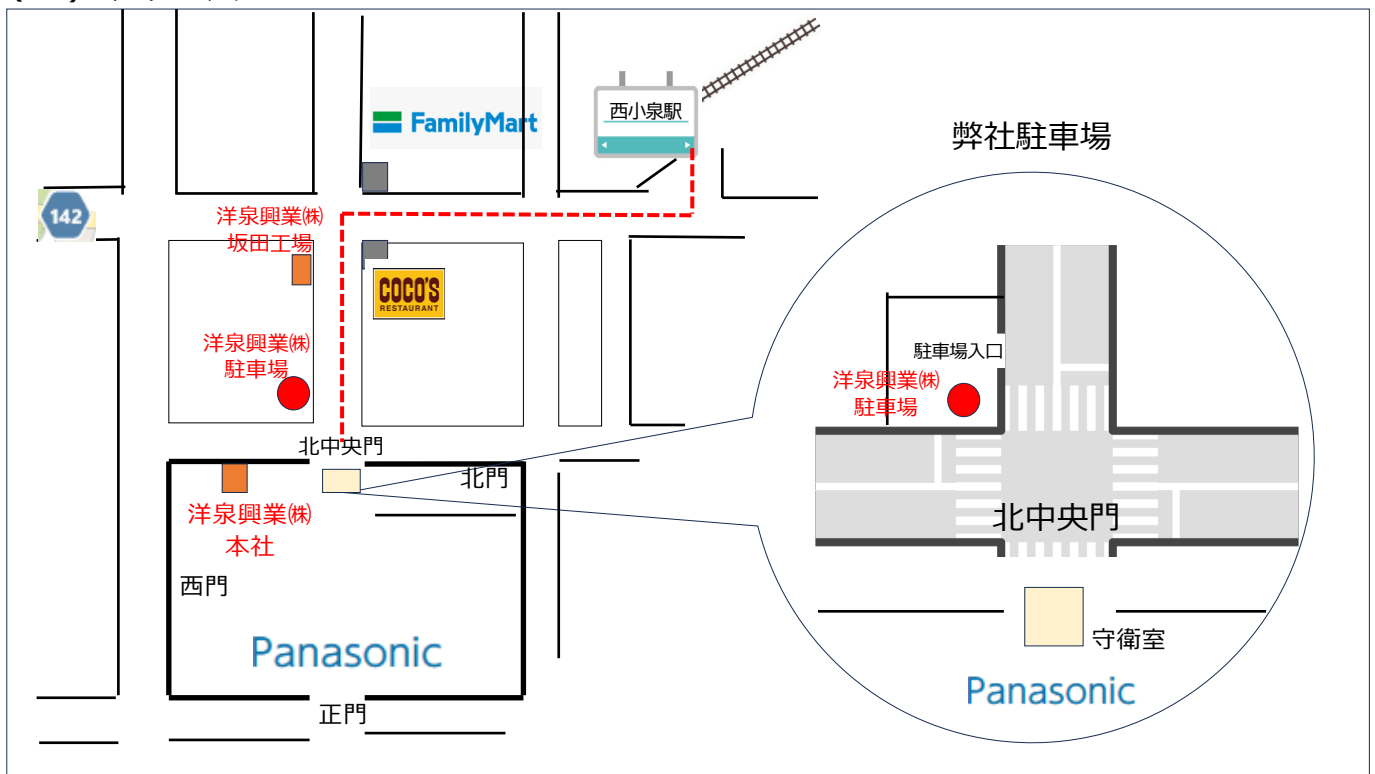 FamilyMart
西小泉駅
弊社駐車場
142
洋泉興業㈱
坂田工場
COCO'S
RESTAURANT
洋泉興業㈱
駐車場
駐車場入口
洋泉興業㈱
駐車場
北中央門
北門
洋泉興業㈱
本社
北中央門
西門
守衛室
Panasonic
Panasonic
正門